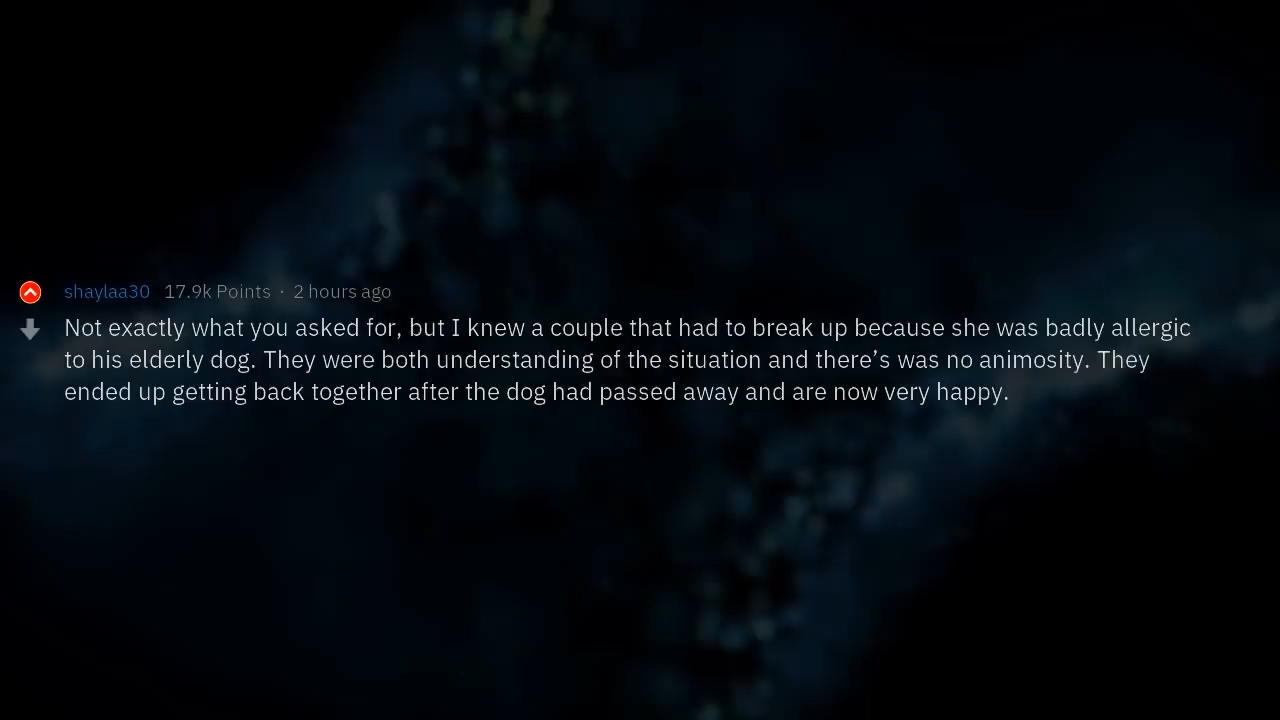 shaylaa30 17.9k Points · 2 hours ago
Not exactly what you asked for, but I knew a couple that had to break up because she was badly allergic
to his elderly dog. They were both understanding of the situation and there’s was no animosity. They
ended up getting back together after the dog had passed away and are now very happy.